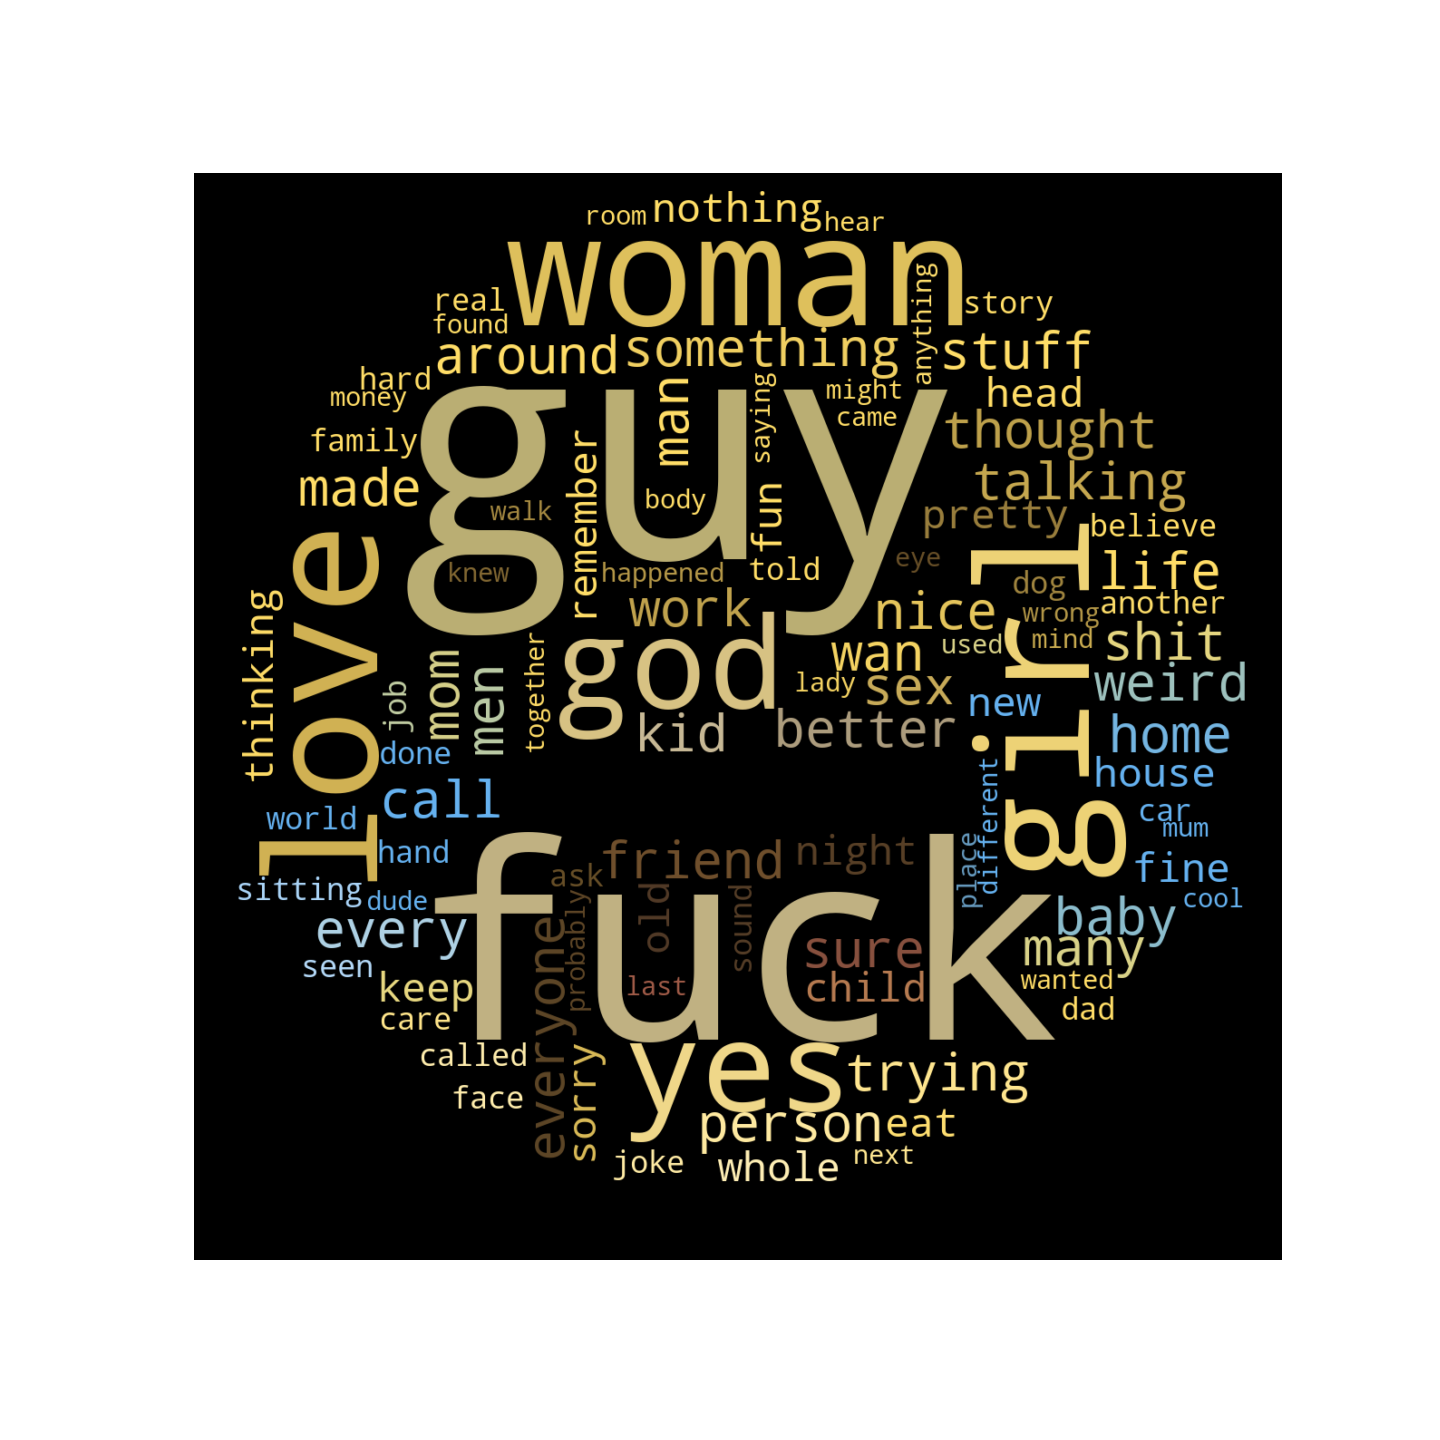 room nothing hear
woman
real
found
anything
story
around something stuff
hard
money
man
saying
might
came
head
guy
family
thought
made
remember
body
fun
talking
walk
pretty
believe
love
knew
happened
told
eye
girl
dog
life
thinking
work
nice
wrong
another
god
together
wan
used
mind
shit
job
mom
men
lady
sex
weird
kid
better
new
home
done
different
house
call
world
car
mum
hand
friend
night
place
fine
sitting
dude
ask
fuck
cool
every
everyone
probably
old
sound
sure
baby
many
seen
keep
last
child
wanted
care
dad
called
sorry
yes
trying
face
person
eat
joke
whole
next